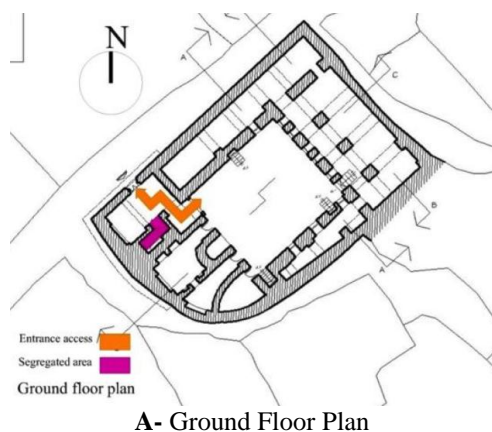 N
A
C
B
A
Entrance access
Segregated area
Ground floor plan
A- Ground Floor Plan